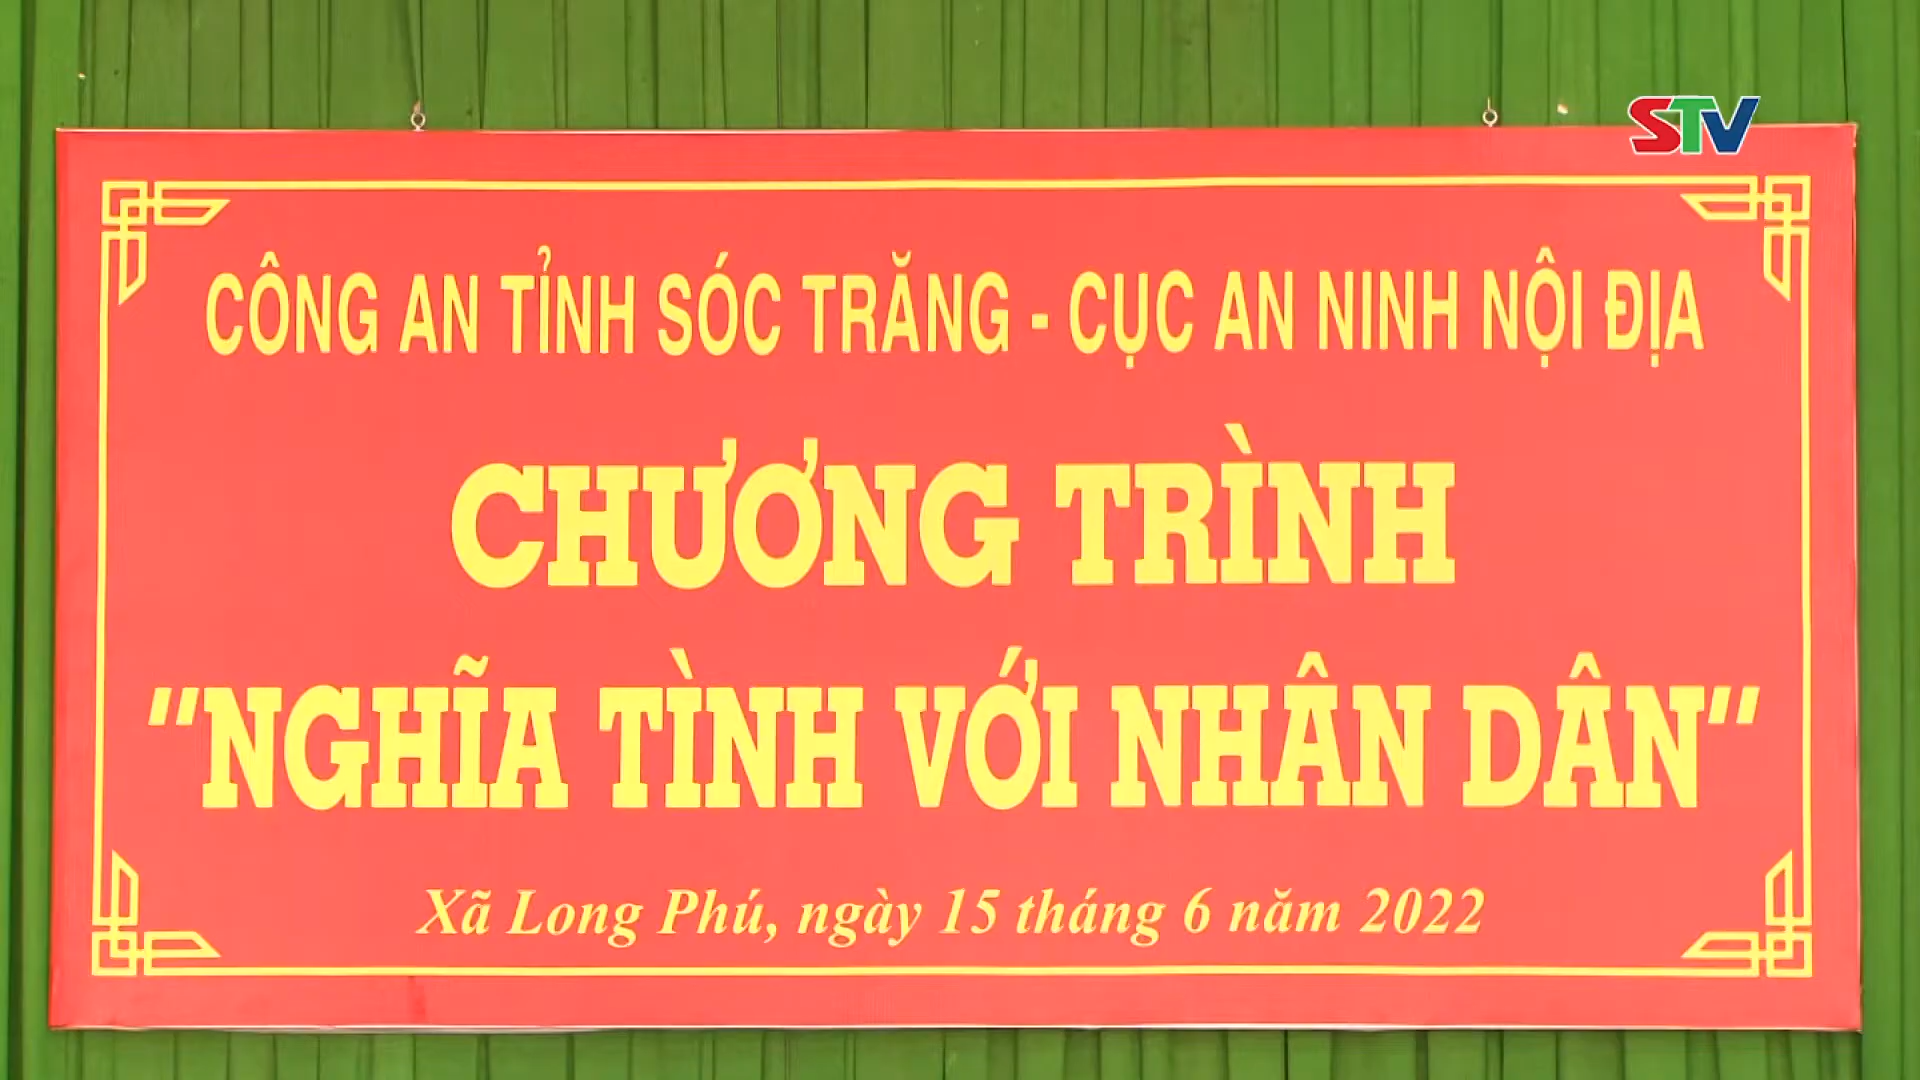 STV
CÔNG AN TỈNH SÓC TRĂNG - CỤC AN NINH NỘI ĐỊA
CHƯƠNG TRÌNH
"NGHĨA TÌNH VỚI NHÂN DÂN"
Xã Long Phú, ngày 15 tháng 6 năm 2022